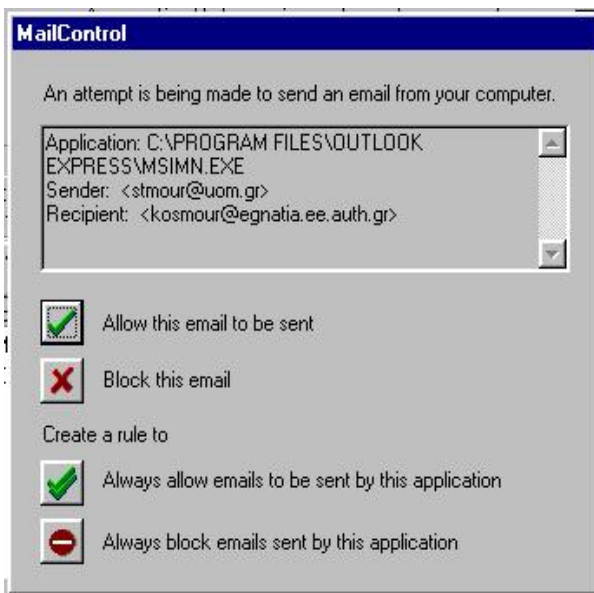 MailControl
An attempt is being made to send an email from your computer.
Application: C:\PROGRAM FILES\OUTLOOK
EXPRESS\MSIMN.EXE
Sender: <stmour@uom.gr>
Recipient: <kosmour@egnatia.ee.auth.gr>
Allow this email to be sent
Block this email
Create a rule to
Always allow emails to be sent by this application
Always block emails sent by this application